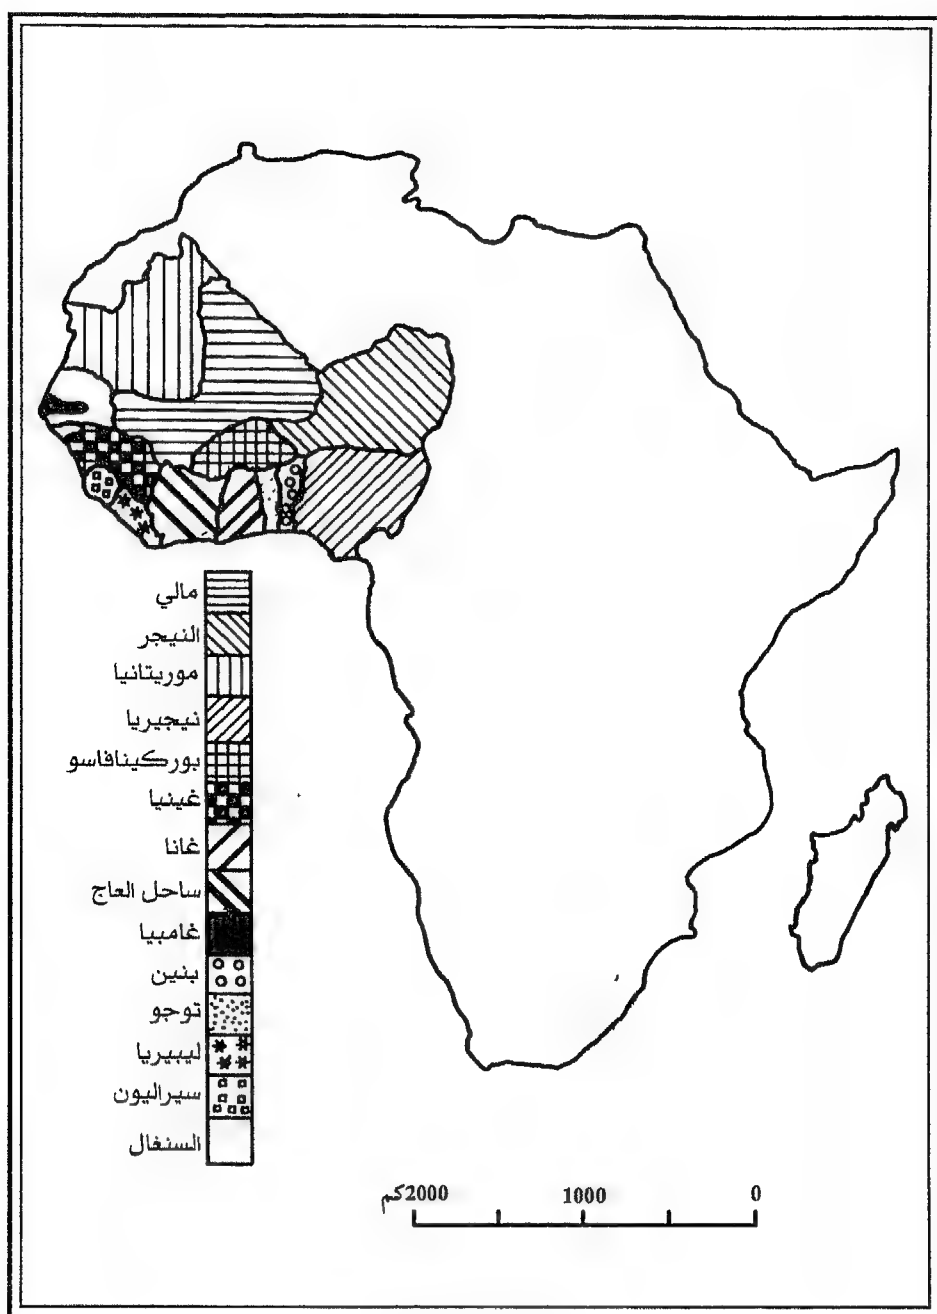 مالي
النيجر
موريتانيا
نيجيريا
بوركينافاسو
غينيا
غانا
ساحل العاج
غامبيا
بنين
توجو
ليبيريا
سيراليون
السنغال
0 1000 2000كم